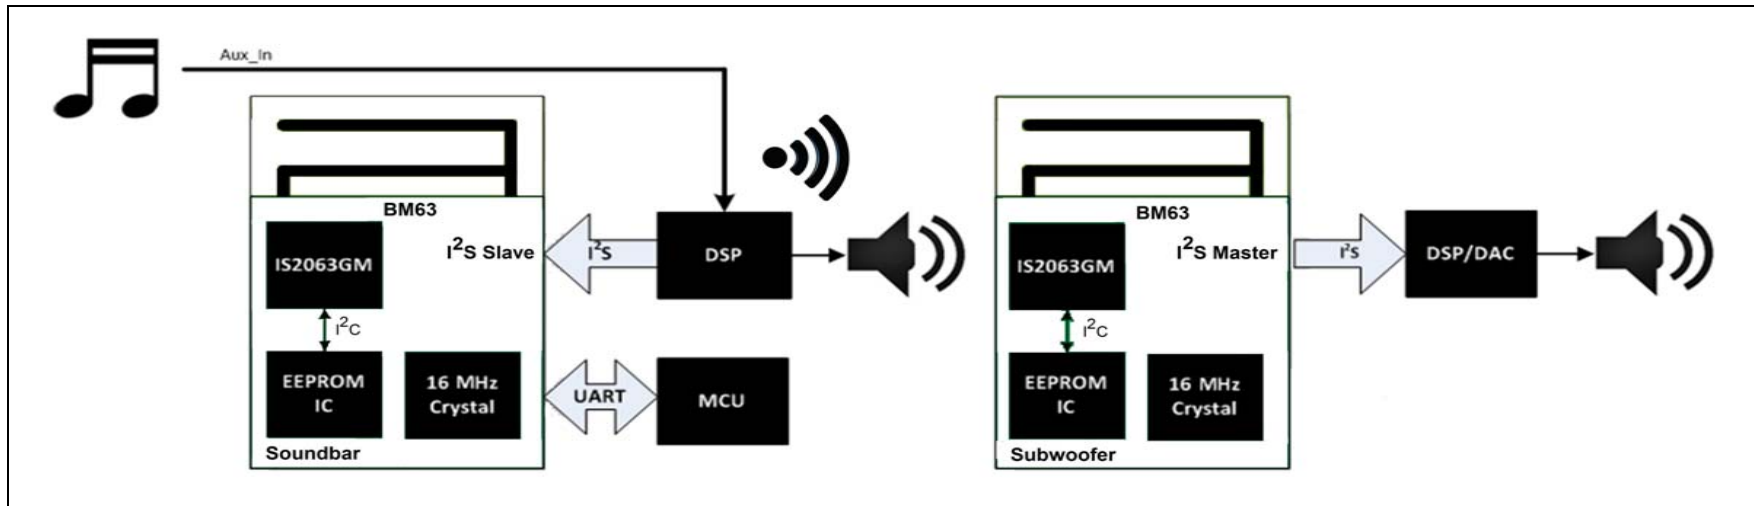 Aux_In
BM63
I²S Slave
IS2063GM
I²C
EEPROM
IC
16 MHz
Crystal
Soundbar
I²S
DSP
UART
MCU
BM63
I²S Master
IS2063GM
I²C
EEPROM
IC
16 MHz
Crystal
Subwoofer
I²S
DSP/DAC